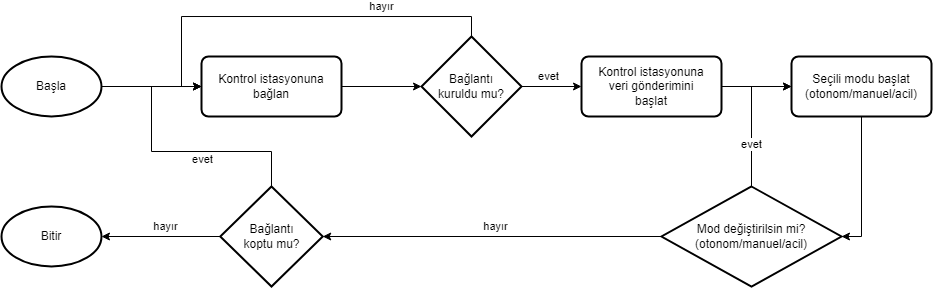 hayır
Başla
Kontrol istasyonuna
bağlan
Bağlantı
kuruldu mu?
evet
Kontrol istasyonuna
veri gönderimini
başlat
Seçili modu başlat
(otonom/manuel/acil)
evet
evet
Bitir
hayır
Bağlantı
koptu mu?
hayır
Mod değiştirilsin mi?
(otonom/manuel/acil)